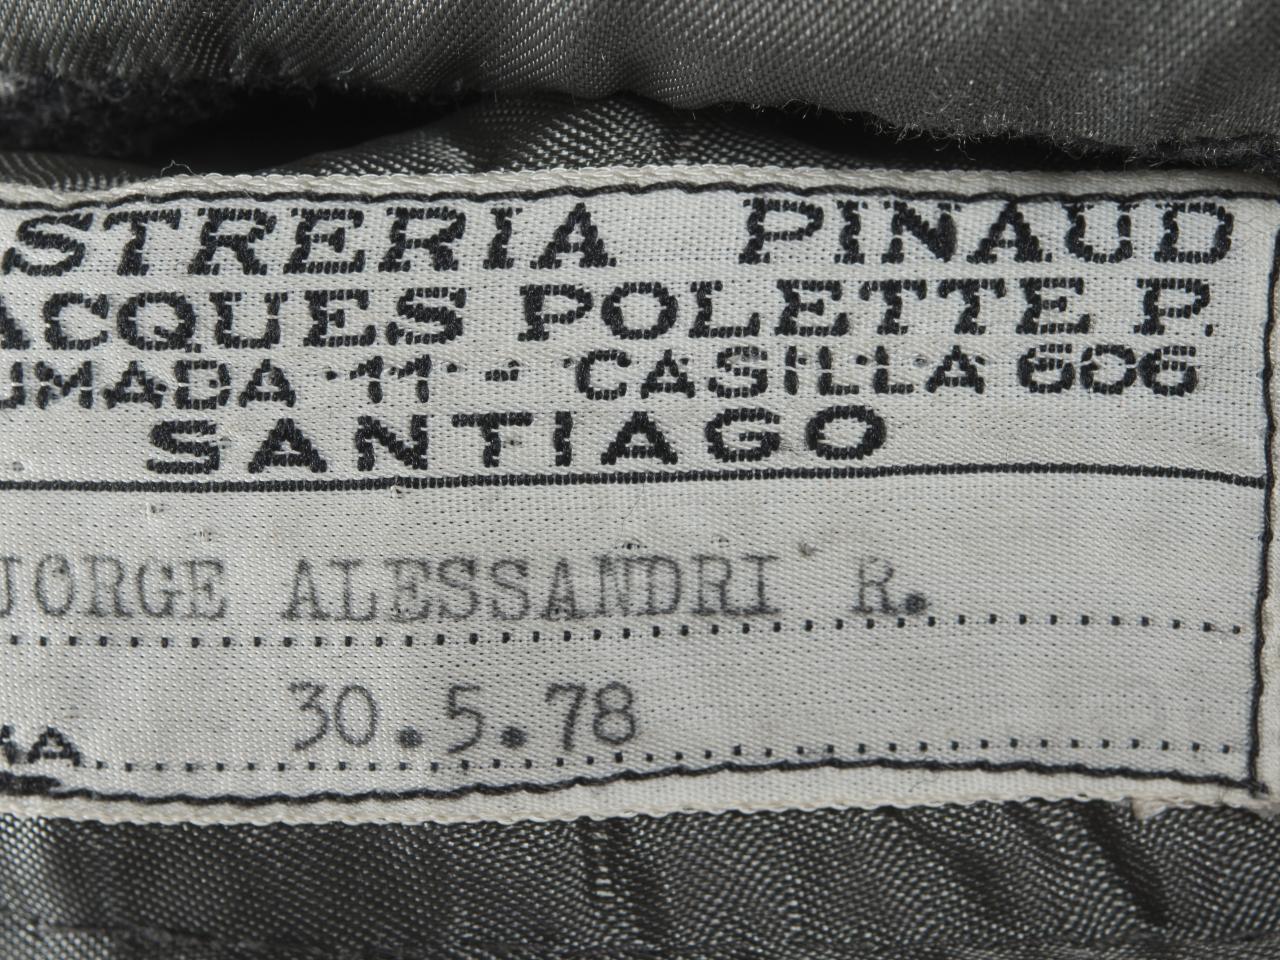 STRERIA PINAUD
ACQUES POLETTE P.
UMADA 11 - CASILLA 606
SANTIAGO
JORGE ALESSANDRI R.
30.5.78